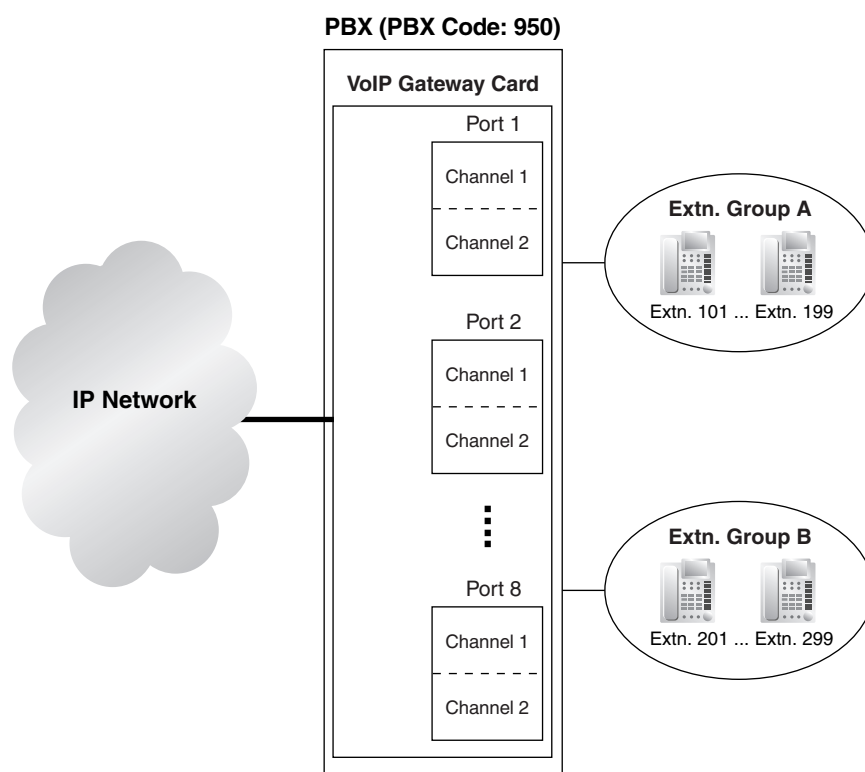 PBX (PBX Code: 950)
VoIP Gateway Card
Port 1
Channel 1
Channel 2
Extn. Group A
Extn. 101 ... Extn. 199
Port 2
Channel 1
Channel 2
IP Network
Extn. Group B
Extn. 201 ... Extn. 299
Port 8
Channel 1
Channel 2